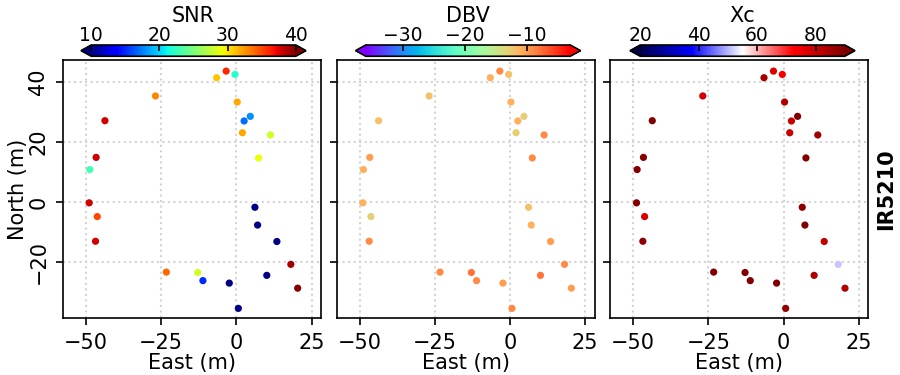 SNR DBV Xc
10 20 30 40 −30 −20 −10 20 40 60 80
40
20
0
−20
North (m)
IR5210
−50 −25 0 25 −50 −25 0 25 −50 −25 0 25
East (m) East (m) East (m)